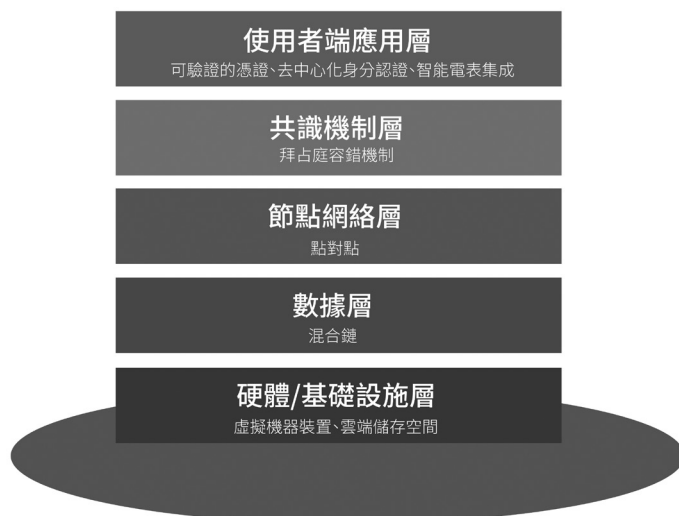 使用者端應用層
可驗證的憑證、去中心化身分認證、智能電表集成
共識機制層
拜占庭容錯機制
節點網絡層
點對點
數據層
混合鏈
硬體/基礎設施層
虛擬機器裝置、雲端儲存空間